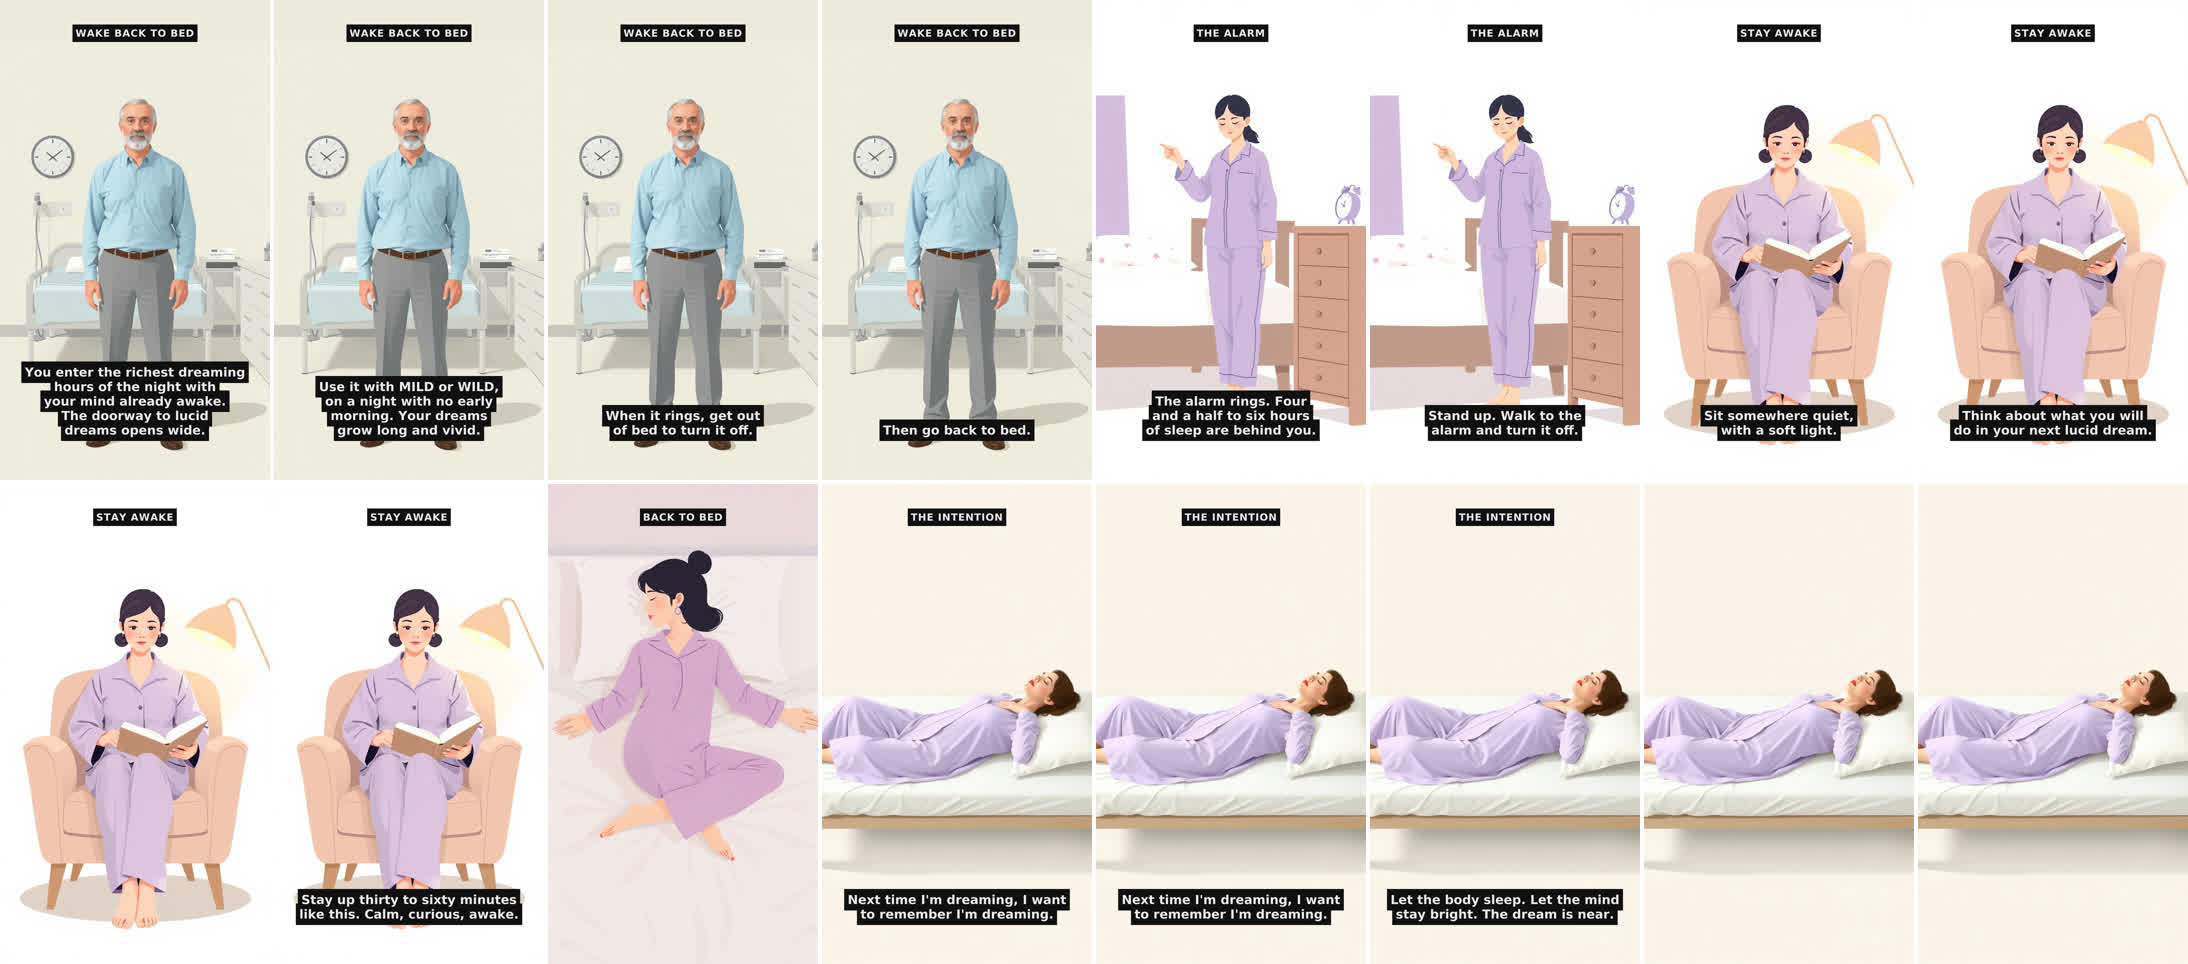 WAKE BACK TO BED
You enter the richest dreaming
hours of the night with
your mind already awake.
The doorway to lucid
dreams opens wide.
WAKE BACK TO BED
Use it with MILD or WILD,
on a night with no early
morning. Your dreams
grow long and vivid.
WAKE BACK TO BED
When it rings, get out
of bed to turn it off.
WAKE BACK TO BED
Then go back to bed.
THE ALARM
The alarm rings. Four
and a half to six hours
of sleep are behind you.
THE ALARM
Stand up. Walk to the
alarm and turn it off.
STAY AWAKE
Sit somewhere quiet,
with a soft light.
STAY AWAKE
Think about what you will
do in your next lucid dream.
STAY AWAKE
STAY AWAKE
Stay up thirty to sixty minutes
like this. Calm, curious, awake.
BACK TO BED
THE INTENTION
Next time I'm dreaming, I want
to remember I'm dreaming.
THE INTENTION
Next time I'm dreaming, I want
to remember I'm dreaming.
THE INTENTION
Let the body sleep. Let the mind
stay bright. The dream is near.